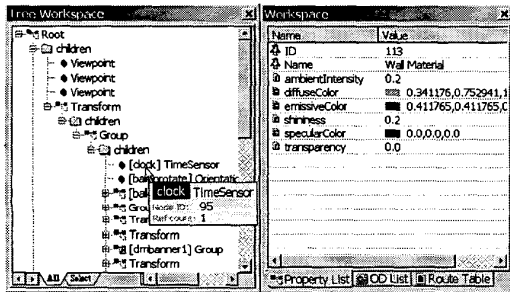 Tree Workspace
Root
children
Viewpoint
Viewpoint
Viewpoint
Transform
children
Group
children
[clock] TimeSensor
clock TimeSensor
Node ID: 95
Ref count: 1
Transform
[dmbanner1] Group
Transform
All Select
Workspace
Name Value
ID 113
Name Wall Material
ambientIntensity 0.2
diffuseColor 0.341176,0.752941,1
emissiveColor 0.411765,0.411765,0
shininess 0.2
specularColor 0.0,0.0,0.0
transparency 0.0
Property List OD List Route Table